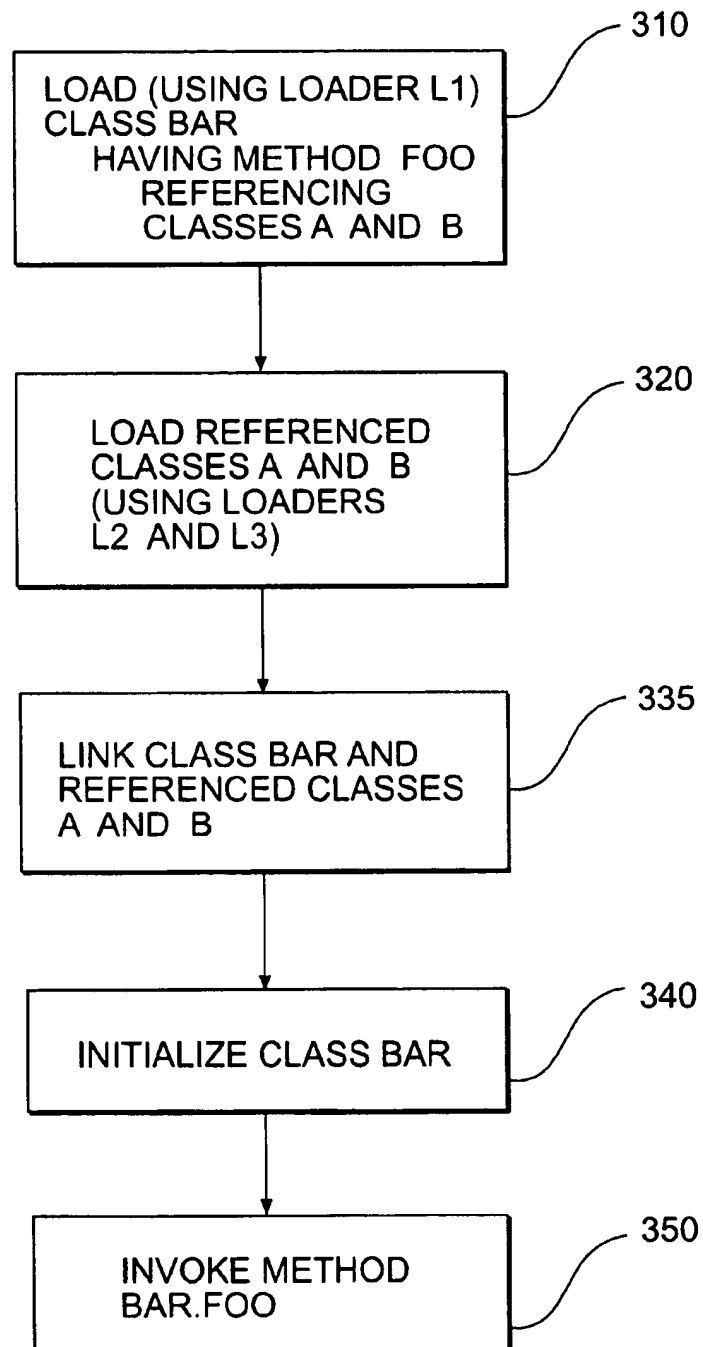 310
LOAD (USING LOADER L1)
CLASS BAR
HAVING METHOD FOO
REFERENCING
CLASSES A AND B
320
LOAD REFERENCED
CLASSES A AND B
(USING LOADERS
L2 AND L3)
335
LINK CLASS BAR AND
REFERENCED CLASSES
A AND B
340
INITIALIZE CLASS BAR
350
INVOKE METHOD
BAR.FOO